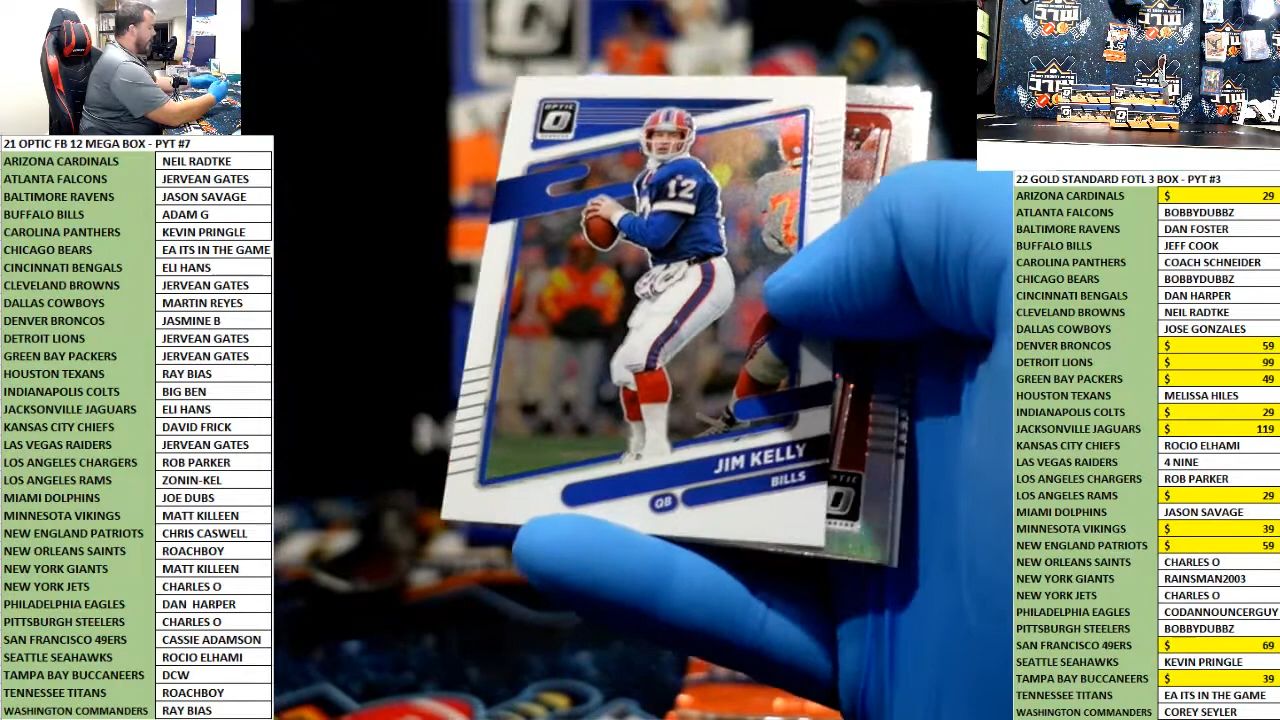 21 OPTIC FB 12 MEGA BOX - PYT #7
ARIZONA CARDINALS NEIL RADTKE
ATLANTA FALCONS JERVEAN GATES
BALTIMORE RAVENS JASON SAVAGE
BUFFALO BILLS ADAM G
CAROLINA PANTHERS KEVIN PRINGLE
CHICAGO BEARS EA ITS IN THE GAME
CINCINNATI BENGALS ELI HANS
CLEVELAND BROWNS JERVEAN GATES
DALLAS COWBOYS MARTIN REYES
DENVER BRONCOS JASMINE B
DETROIT LIONS JERVEAN GATES
GREEN BAY PACKERS JERVEAN GATES
HOUSTON TEXANS RAY BIAS
INDIANAPOLIS COLTS BIG BEN
JACKSONVILLE JAGUARS ELI HANS
KANSAS CITY CHIEFS DAVID FRICK
LAS VEGAS RAIDERS JERVEAN GATES
LOS ANGELES CHARGERS ROB PARKER
LOS ANGELES RAMS ZONIN-KEL
MIAMI DOLPHINS JOE DUBS
MINNESOTA VIKINGS MATT KILLEEN
NEW ENGLAND PATRIOTS CHRIS CASWELL
NEW ORLEANS SAINTS ROACHBOY
NEW YORK GIANTS MATT KILLEEN
NEW YORK JETS CHARLES O
PHILADELPHIA EAGLES DAN HARPER
PITTSBURGH STEELERS CHARLES O
SAN FRANCISCO 49ERS CASSIE ADAMSON
SEATTLE SEAHAWKS ROCIO ELHAMI
TAMPA BAY BUCCANEERS DCW
TENNESSEE TITANS ROACHBOY
WASHINGTON COMMANDERS RAY BIAS
OPTIC
12
JIM KELLY
BILLS
QB
22 GOLD STANDARD FOTL 3 BOX - PYT #3
ARIZONA CARDINALS $ 29
ATLANTA FALCONS BOBBYDUBBZ
BALTIMORE RAVENS DAN FOSTER
BUFFALO BILLS JEFF COOK
CAROLINA PANTHERS COACH SCHNEIDER
CHICAGO BEARS BOBBYDUBBZ
CINCINNATI BENGALS DAN HARPER
CLEVELAND BROWNS NEIL RADTKE
DALLAS COWBOYS JOSE GONZALES
DENVER BRONCOS $ 59
DETROIT LIONS $ 99
GREEN BAY PACKERS $ 49
HOUSTON TEXANS MELISSA HILES
INDIANAPOLIS COLTS $ 29
JACKSONVILLE JAGUARS $ 119
KANSAS CITY CHIEFS ROCIO ELHAMI
LAS VEGAS RAIDERS 4 NINE
LOS ANGELES CHARGERS ROB PARKER
LOS ANGELES RAMS $ 29
MIAMI DOLPHINS JASON SAVAGE
MINNESOTA VIKINGS $ 39
NEW ENGLAND PATRIOTS $ 59
NEW ORLEANS SAINTS CHARLES O
NEW YORK GIANTS RAINSMAN2003
NEW YORK JETS CHARLES O
PHILADELPHIA EAGLES CODANNOUNCERGUY
PITTSBURGH STEELERS BOBBYDUBBZ
SAN FRANCISCO 49ERS $ 69
SEATTLE SEAHAWKS KEVIN PRINGLE
TAMPA BAY BUCCANEERS $ 39
TENNESSEE TITANS EA ITS IN THE GAME
WASHINGTON COMMANDERS COREY SEYLER